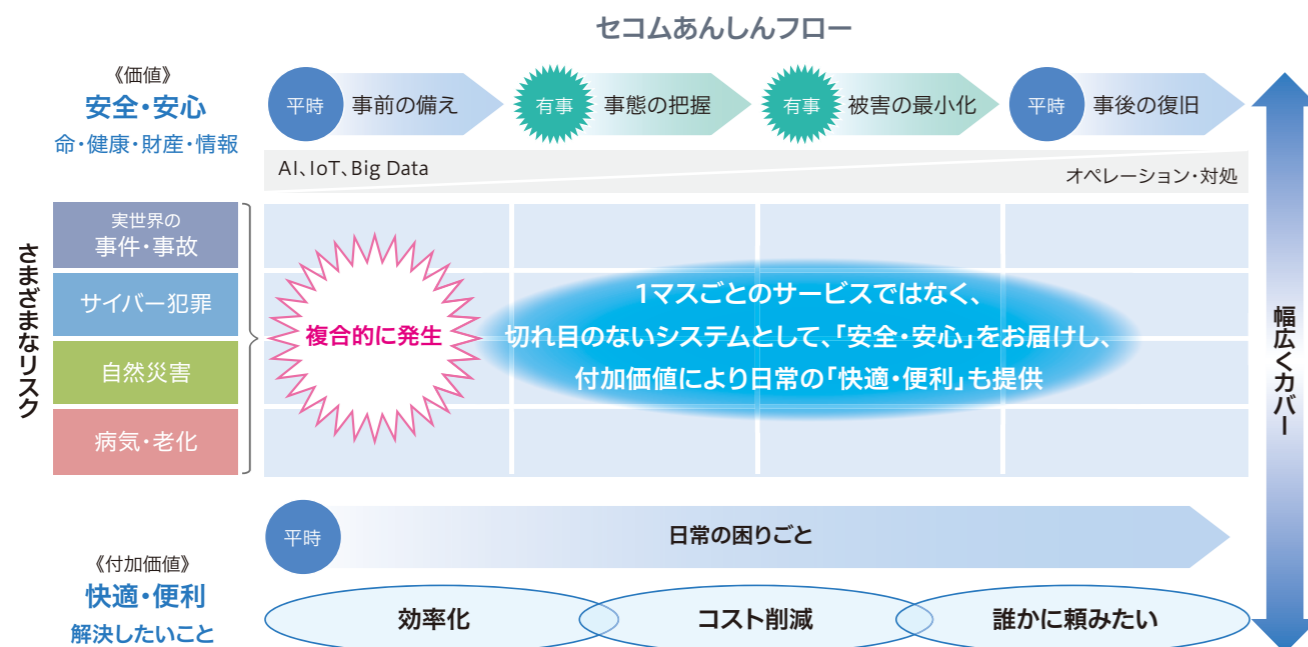 セコムあんしんフロー
《価値》
安全・安心
命・健康・財産・情報
平時
事前の備え
有事
事態の把握
有事
被害の最小化
平時
事後の復旧
AI、IoT、Big Data
オペレーション・対処
さまざまなリスク
実世界の
事件・事故
サイバー犯罪
自然災害
病気・老化
複合的に発生
1マスごとのサービスではなく、
切れ目のないシステムとして、「安全・安心」をお届けし、
付加価値により日常の「快適・便利」も提供
幅広くカバー
《付加価値》
快適・便利
解決したいこと
平時
日常の困りごと
効率化
コスト削減
誰かに頼みたい